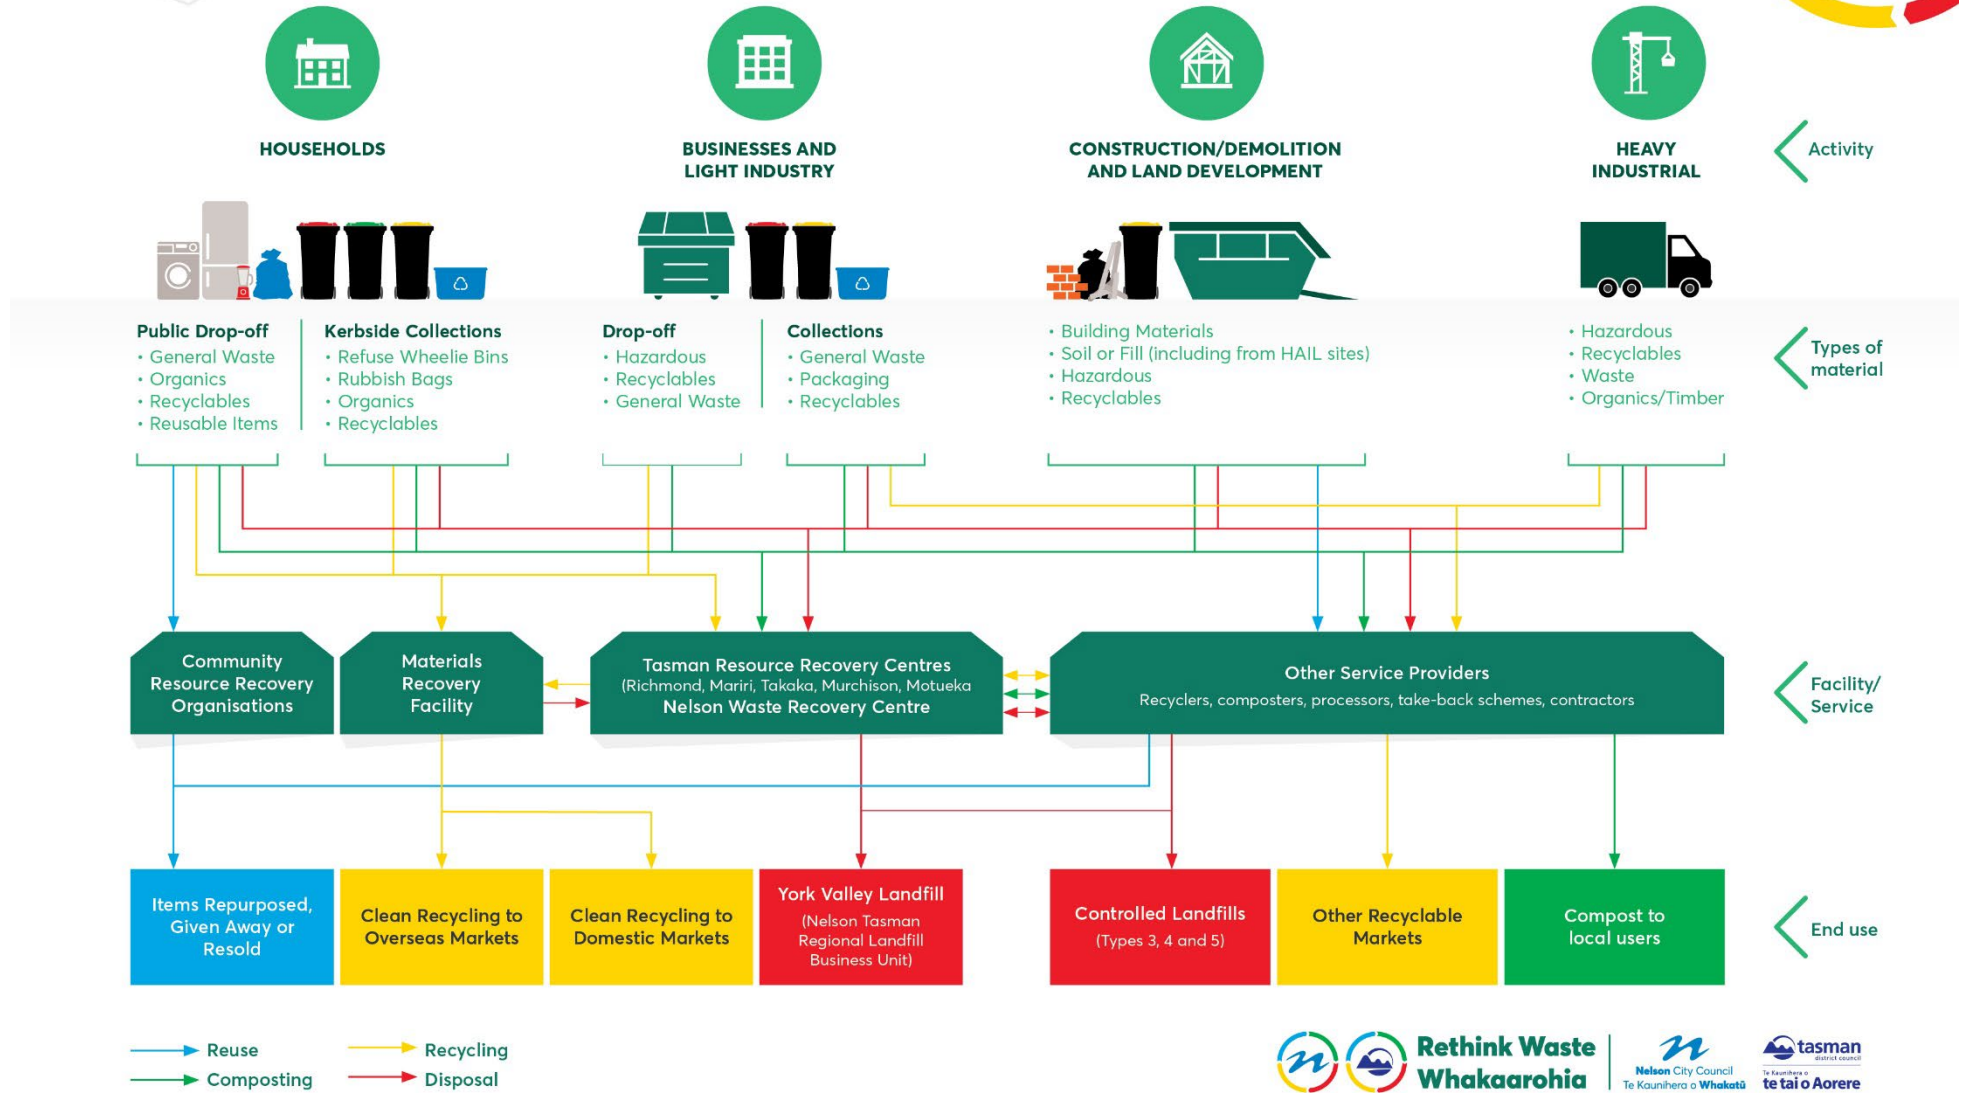 HOUSEHOLDS
BUSINESSES AND
LIGHT INDUSTRY
CONSTRUCTION/DEMOLITION
AND LAND DEVELOPMENT
HEAVY
INDUSTRIAL
Activity
Public Drop-off
• General Waste
• Organics
• Recyclables
• Reusable Items
Kerbside Collections
• Refuse Wheelie Bins
• Rubbish Bags
• Organics
• Recyclables
Drop-off
• Hazardous
• Recyclables
• General Waste
Collections
• General Waste
• Packaging
• Recyclables
• Building Materials
• Soil or Fill (including from HAIL sites)
• Hazardous
• Recyclables
• Hazardous
• Recyclables
• Waste
• Organics/Timber
Types of
material
Community
Resource Recovery
Organisations
Materials
Recovery
Facility
Tasman Resource Recovery Centres
(Richmond, Mariri, Takaka, Murchison, Motueka
Nelson Waste Recovery Centre
Other Service Providers
Recyclers, composters, processors, take-back schemes, contractors
Facility/
Service
Items Repurposed,
Given Away or
Resold
Clean Recycling to
Overseas Markets
Clean Recycling to
Domestic Markets
York Valley Landfill
(Nelson Tasman
Regional Landfill
Business Unit)
Controlled Landfills
(Types 3, 4 and 5)
Other Recyclable
Markets
Compost to
local users
End use
Reuse
Recycling
Composting
Disposal
Rethink Waste
Whakaarohia
Nelson City Council
Te Kaunihera o Whakatū
tasman
district council
Te Kaunihera o
te tai o Aorere